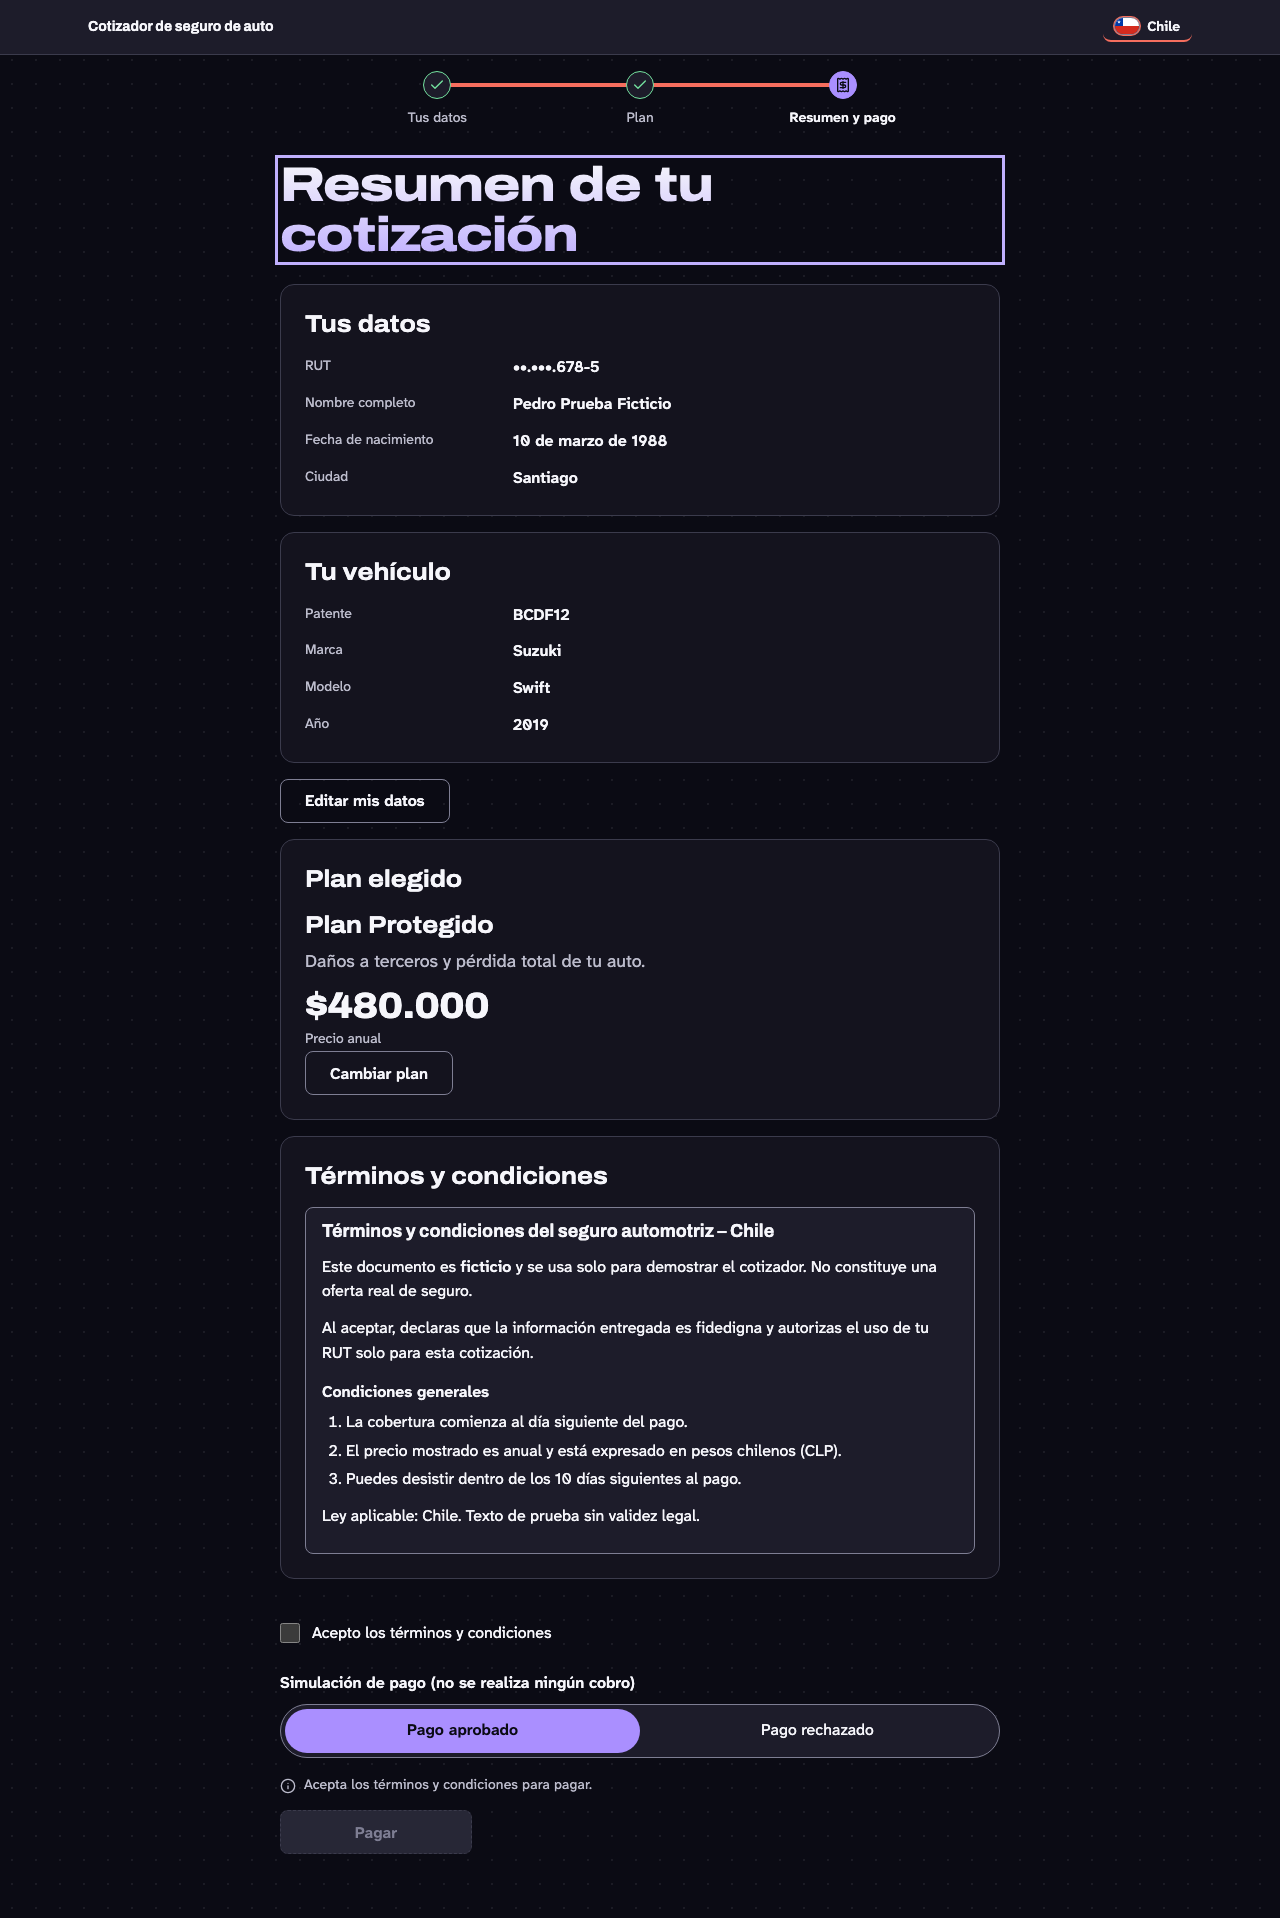 Cotizador de seguro de auto
Chile
Tus datos
Plan
Resumen y pago
Resumen de tu
cotización
Tus datos
RUT
••.•••.678-5
Nombre completo
Pedro Prueba Ficticio
Fecha de nacimiento
10 de marzo de 1988
Ciudad
Santiago
Tu vehículo
Patente
BCDF12
Marca
Suzuki
Modelo
Swift
Año
2019
Editar mis datos
Plan elegido
Plan Protegido
Daños a terceros y pérdida total de tu auto.
$480.000
Precio anual
Cambiar plan
Términos y condiciones
Términos y condiciones del seguro automotriz – Chile
Este documento es ficticio y se usa solo para demostrar el cotizador. No constituye una
oferta real de seguro.
Al aceptar, declaras que la información entregada es fidedigna y autorizas el uso de tu
RUT solo para esta cotización.
Condiciones generales
1. La cobertura comienza al día siguiente del pago.
2. El precio mostrado es anual y está expresado en pesos chilenos (CLP).
3. Puedes desistir dentro de los 10 días siguientes al pago.
Ley aplicable: Chile. Texto de prueba sin validez legal.
Acepto los términos y condiciones
Simulación de pago (no se realiza ningún cobro)
Pago aprobado
Pago rechazado
Acepta los términos y condiciones para pagar.
Pagar